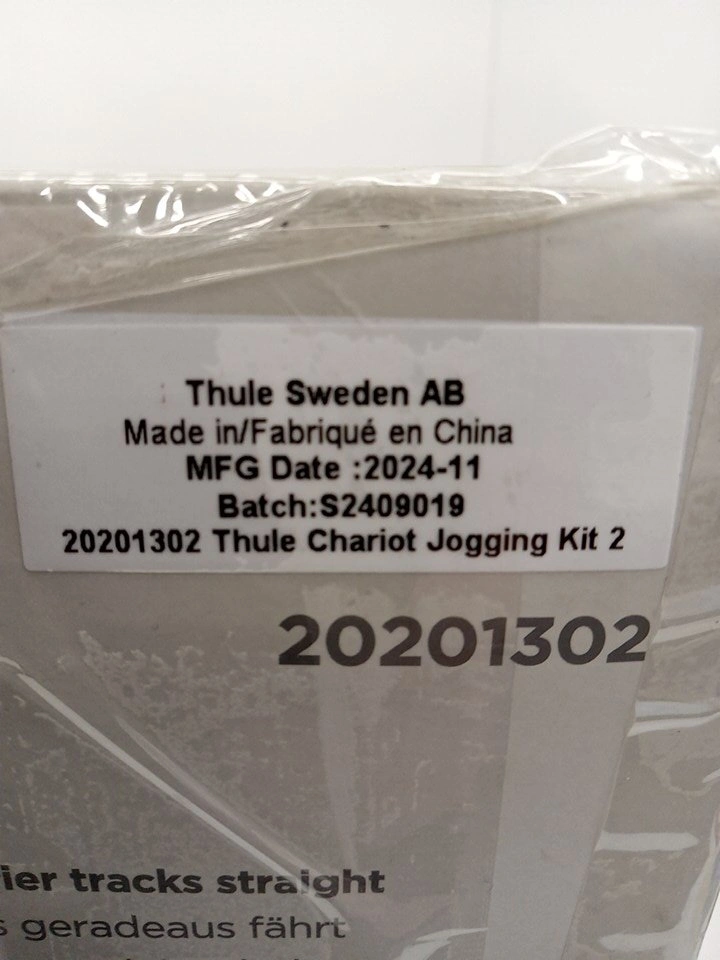 Thule Sweden AB
Made in/Fabriqué en China
MFG Date :2024-11
Batch:S2409019
20201302 Thule Chariot Jogging Kit 2
20201302
ier tracks straight
s geradeaus fährt